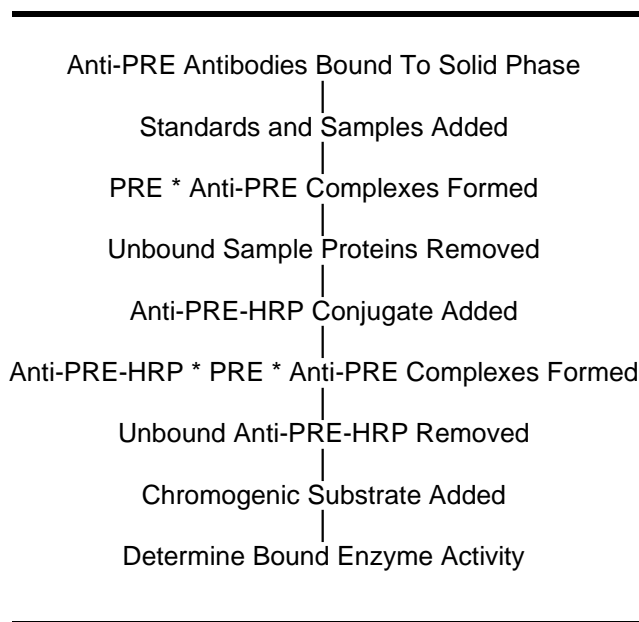 Anti-PRE Antibodies Bound To Solid Phase
Standards and Samples Added
PRE * Anti-PRE Complexes Formed
Unbound Sample Proteins Removed
Anti-PRE-HRP Conjugate Added
Anti-PRE-HRP * PRE * Anti-PRE Complexes Formed
Unbound Anti-PRE-HRP Removed
Chromogenic Substrate Added
Determine Bound Enzyme Activity